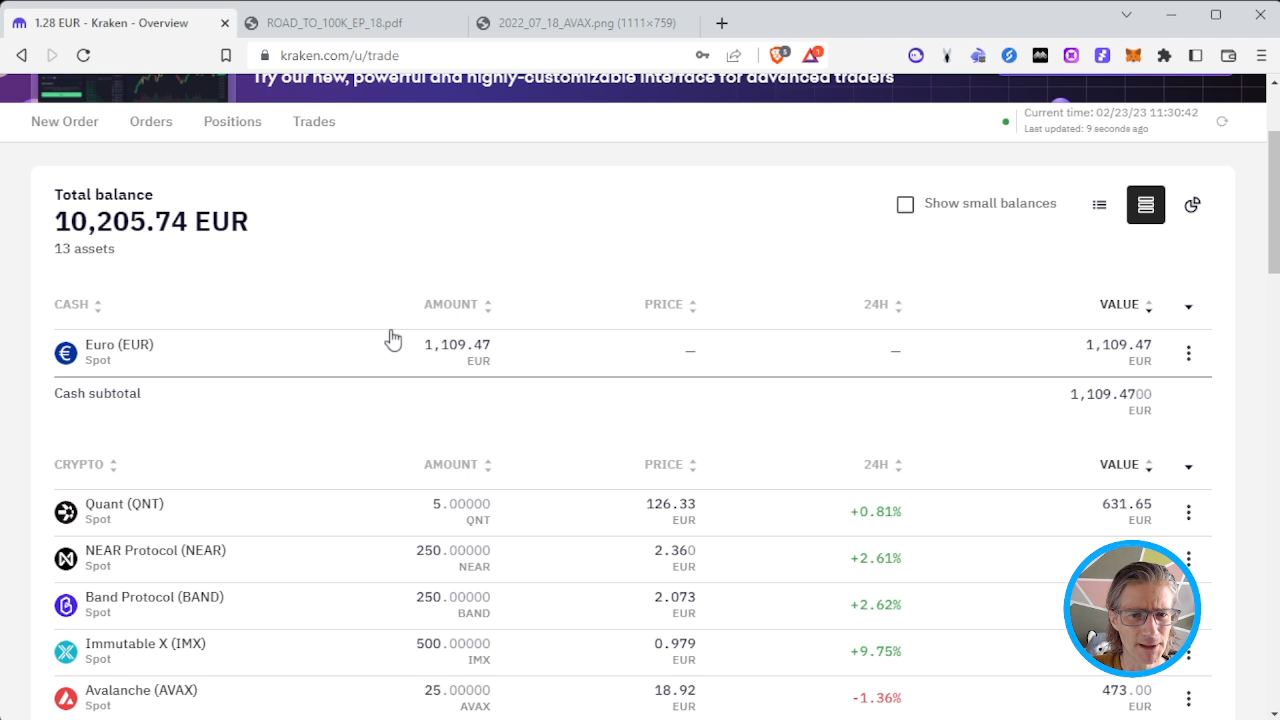 1.28 EUR - Kraken - Overview
ROAD_TO_100K_EP_18.pdf
2022_07_18_AVAX.png (1111×759)
kraken.com/u/trade
5
1
Try our new, powerful and highly-customizable interface for advanced traders
New Order
Orders
Positions
Trades
Current time: 02/23/23 11:30:42
Last updated: 9 seconds ago
Total balance
10,205.74 EUR
13 assets
Show small balances
CASH
AMOUNT
PRICE
24H
VALUE
Euro (EUR)
Spot
1,109.47
EUR
–
–
1,109.47
EUR
Cash subtotal
1,109.4700
EUR
CRYPTO
AMOUNT
PRICE
24H
VALUE
Quant (QNT)
Spot
5.00000
QNT
126.33
EUR
+0.81%
631.65
EUR
NEAR Protocol (NEAR)
Spot
250.00000
NEAR
2.360
EUR
+2.61%
Band Protocol (BAND)
Spot
250.00000
BAND
2.073
EUR
+2.62%
Immutable X (IMX)
Spot
500.00000
IMX
0.979
EUR
+9.75%
Avalanche (AVAX)
Spot
25.00000
AVAX
18.92
EUR
-1.36%
473.00
EUR